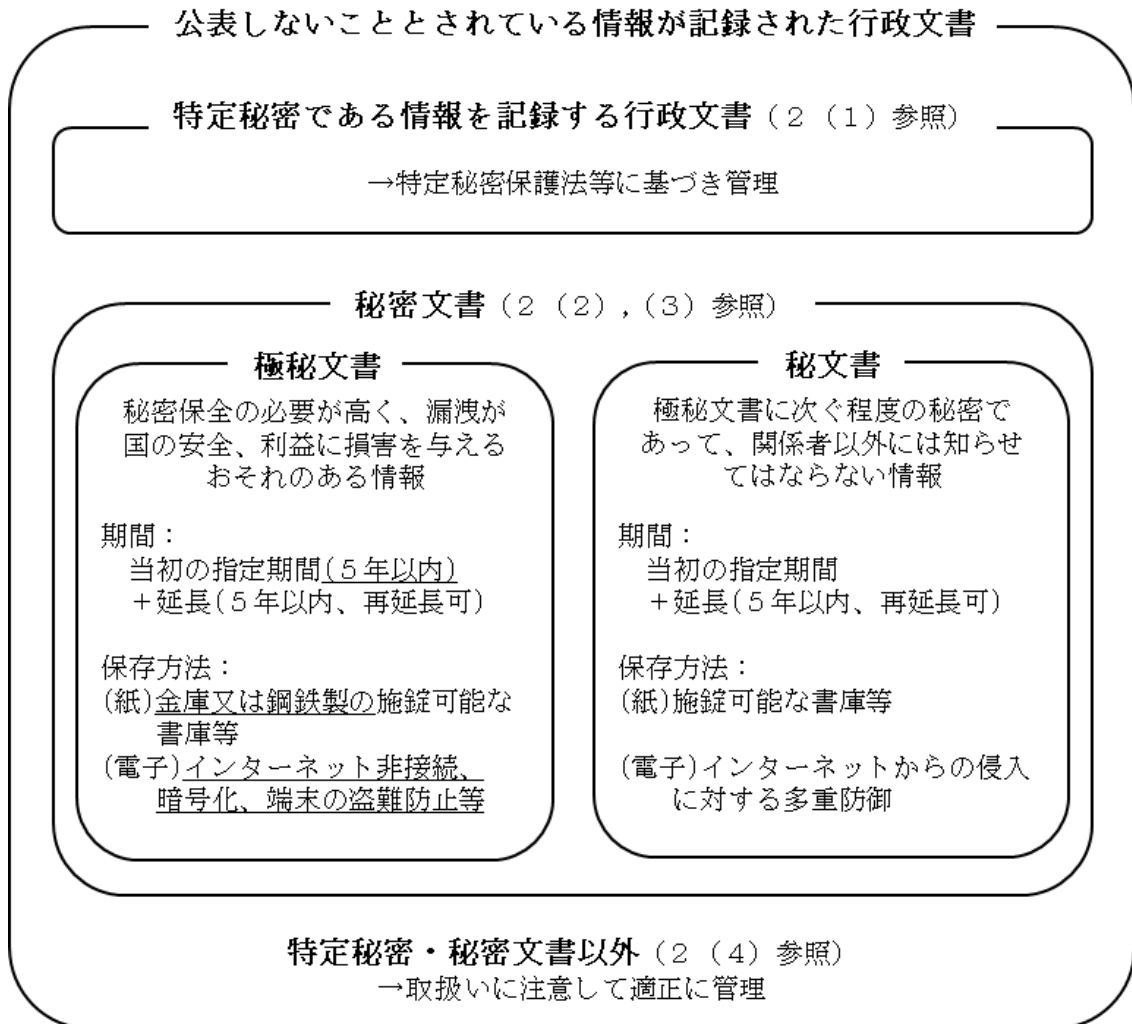 公表しないこととされている情報が記録された行政文書
特定秘密である情報を記録する行政文書（２（１）参照）
→特定秘密保護法等に基づき管理
秘密文書（２（２），（３）参照）
極秘文書
秘密保全の必要が高く、漏洩が
国の安全、利益に損害を与える
おそれのある情報
期間：
当初の指定期間(５年以内)
＋延長(５年以内、再延長可)
保存方法：
(紙)金庫又は鋼鉄製の施錠可能な
書庫等
(電子)インターネット非接続、
暗号化、端末の盗難防止等
秘文書
極秘文書に次ぐ程度の秘密で
あって、関係者以外には知らせ
てはならない情報
期間：
当初の指定期間
＋延長(５年以内、再延長可)
保存方法：
(紙)施錠可能な書庫等
(電子)インターネットからの侵入
に対する多重防御
特定秘密・秘密文書以外（２（４）参照）
→取扱いに注意して適正に管理